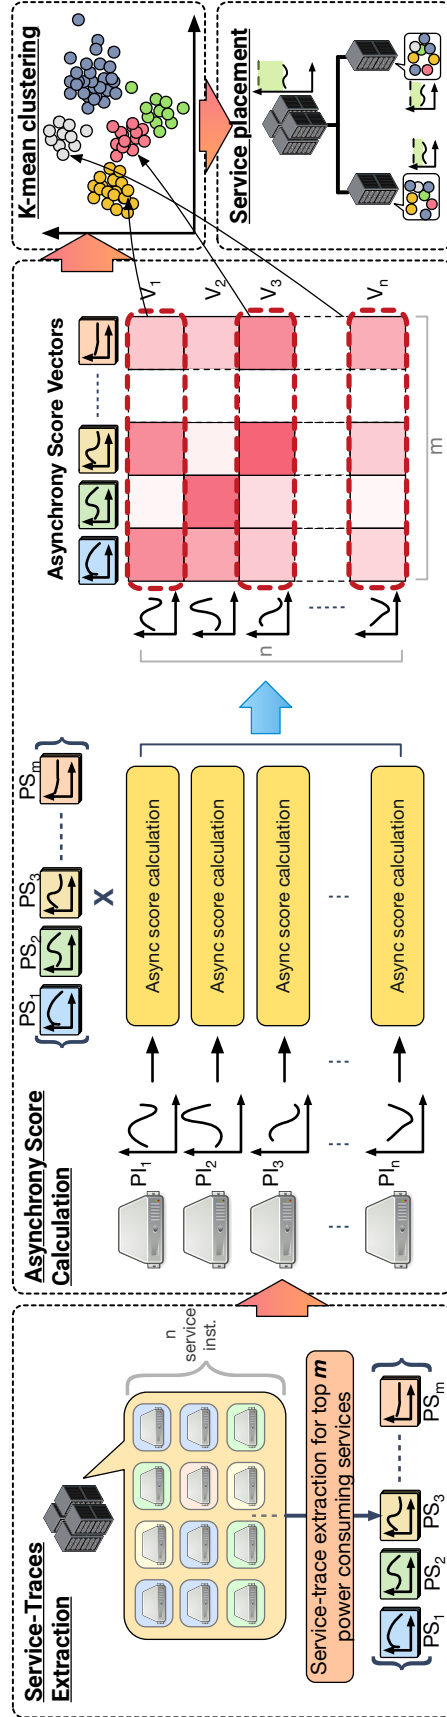 Service-Traces
Extraction
n
service
inst.
Service-trace extraction for top m
power consuming services
PS1
PS2
PS3
PSm
Asynchrony Score
Calculation
PI1
PI2
PI3
PIn
PS1
PS2
PS3
PSm
X
Async score calculation
Async score calculation
Async score calculation
Async score calculation
Asynchrony Score Vectors
n
m
V1
V2
V3
Vn
K-mean clustering
Service placement